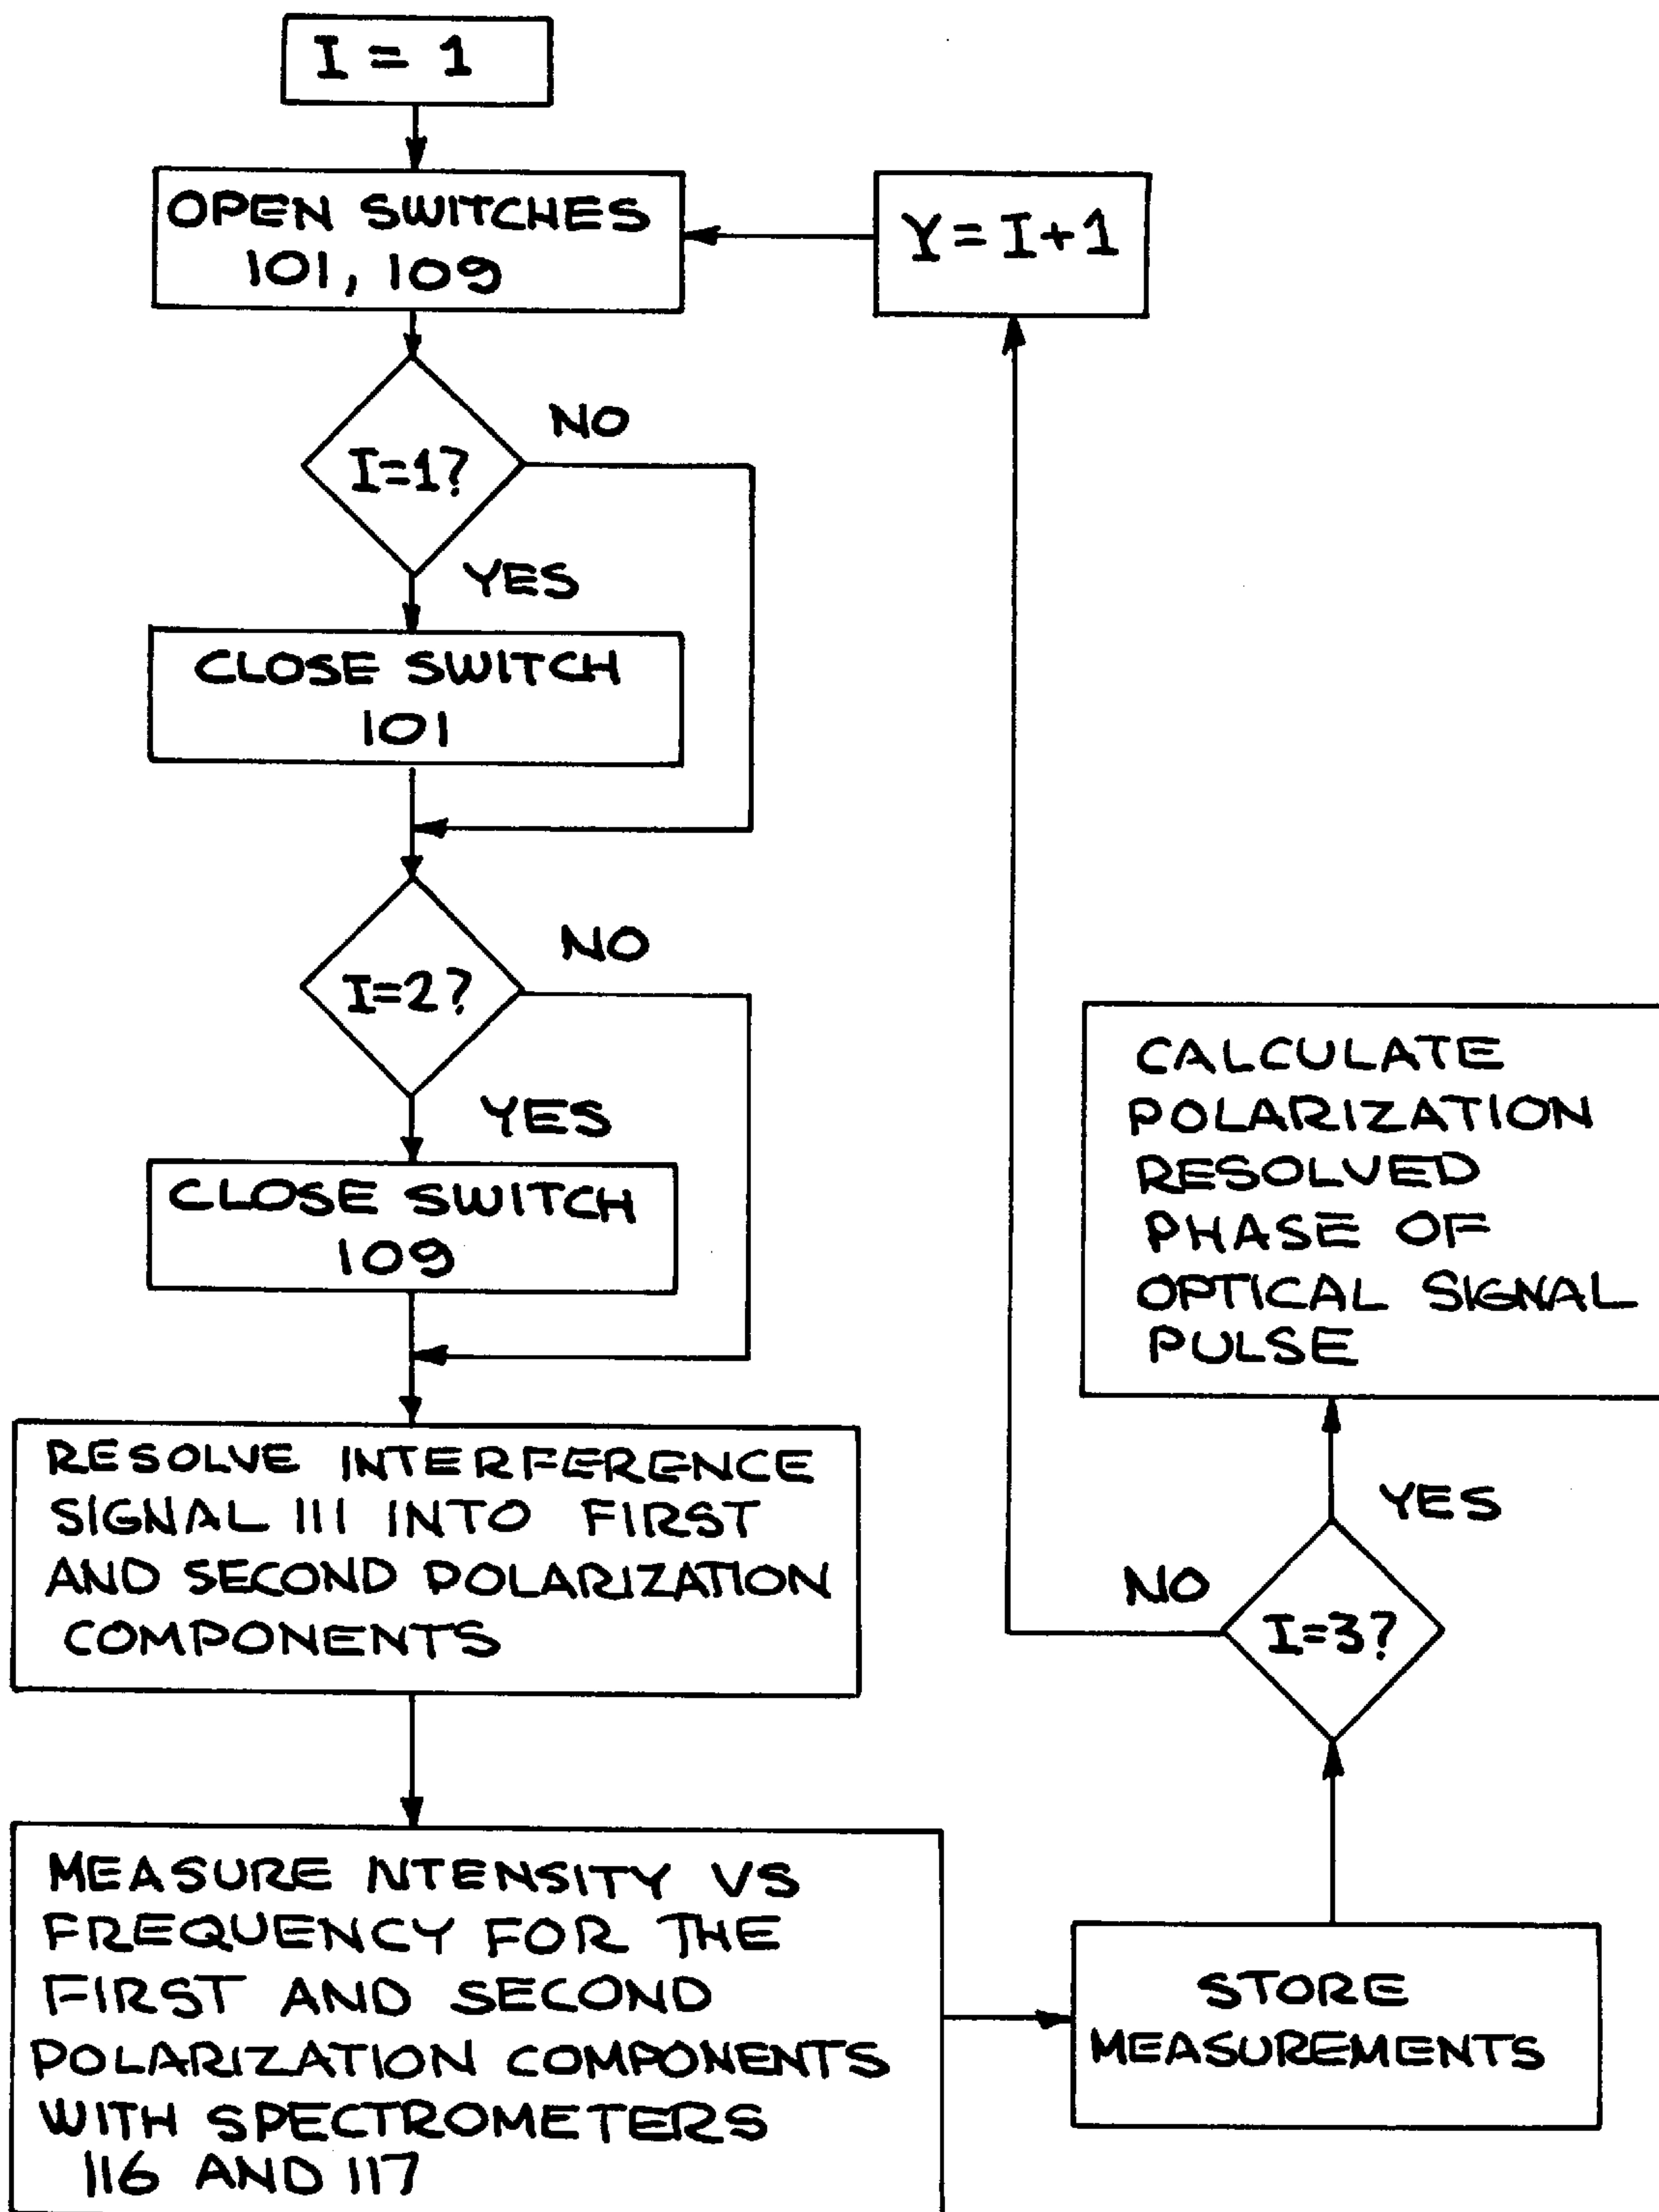 I = 1
OPEN SWITCHES
101, 109
Y=I+1
I=1?
NO
YES
CLOSE SWITCH
101
I=2?
NO
YES
CLOSE SWITCH
109
RESOLVE INTERFERENCE
SIGNAL 111 INTO FIRST
AND SECOND POLARIZATION
COMPONENTS
MEASURE NTENSITY VS
FREQUENCY FOR THE
FIRST AND SECOND
POLARIZATION COMPONENTS
WITH SPECTROMETERS
116 AND 117
STORE
MEASUREMENTS
I=3?
NO
YES
CALCULATE
POLARIZATION
RESOLVED
PHASE OF
OPTICAL SIGNAL
PULSE